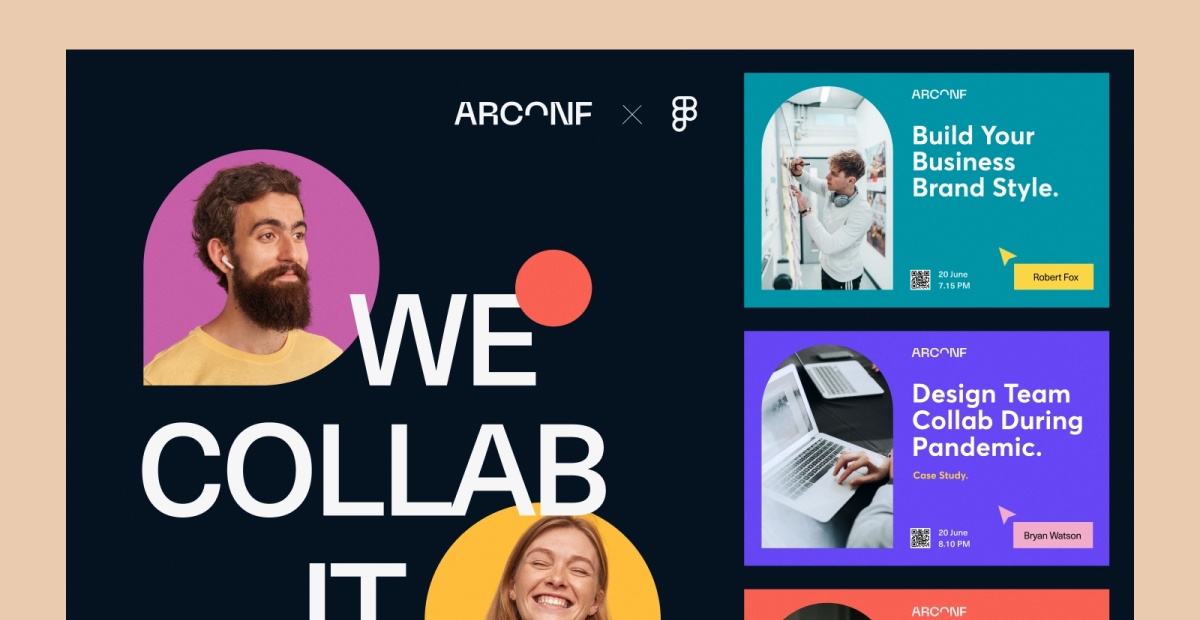 ARCONF
WE
COLLAB
IT
ARCONF
Build Your
Business
Brand Style.
20 June
7.15 PM
Robert Fox
ARCONF
Design Team
Collab During
Pandemic.
Case Study.
20 June
8.10 PM
Bryan Watson
ARCONF